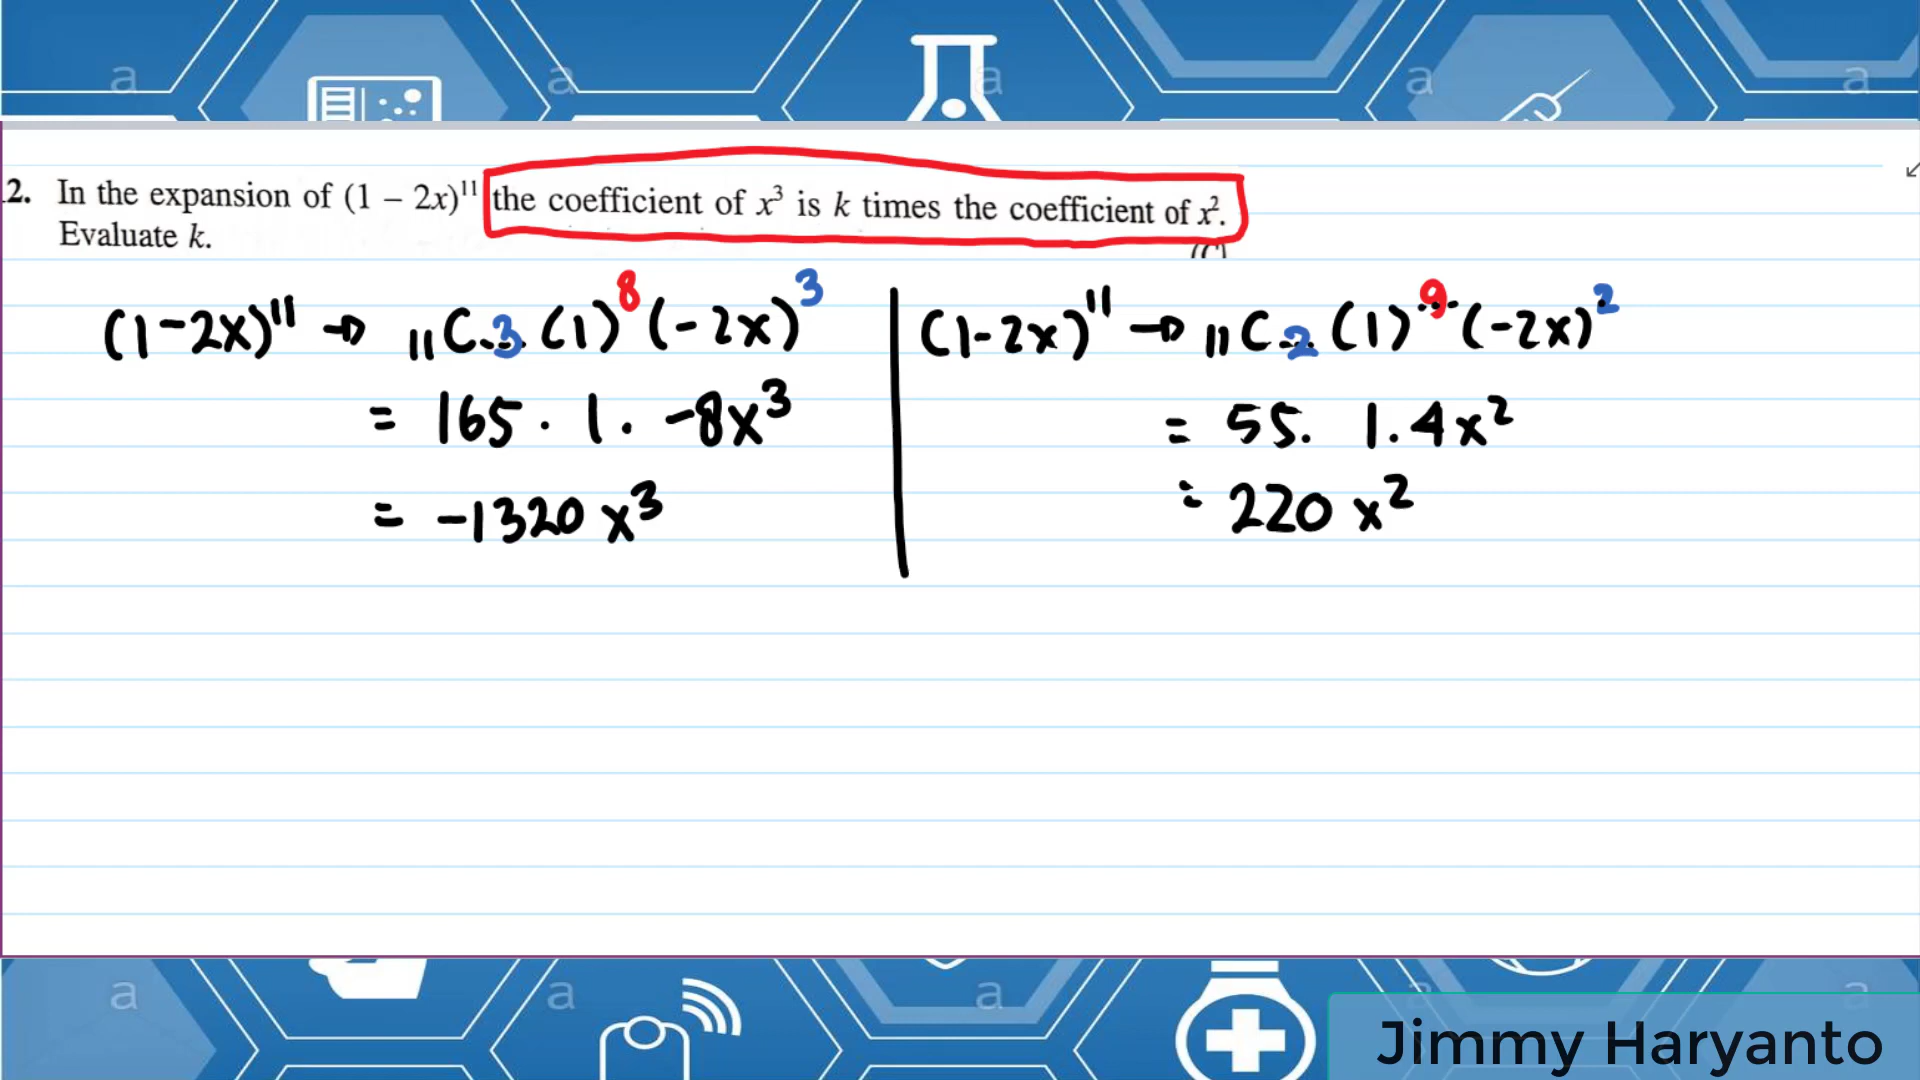 a a a a a
2. In the expansion of (1 – 2x)¹¹ the coefficient of x³ is k times the coefficient of x².
Evaluate k.
(1-2x)¹¹ → ₁₁C₃ (1)⁸ (-2x)³
= 165 · 1 · -8x³
= -1320 x³
(1-2x)¹¹ → ₁₁C₂ (1)⁹ (-2x)²
= 55 . 1 . 4x²
= 220 x²
a a a a a
Jimmy Haryanto